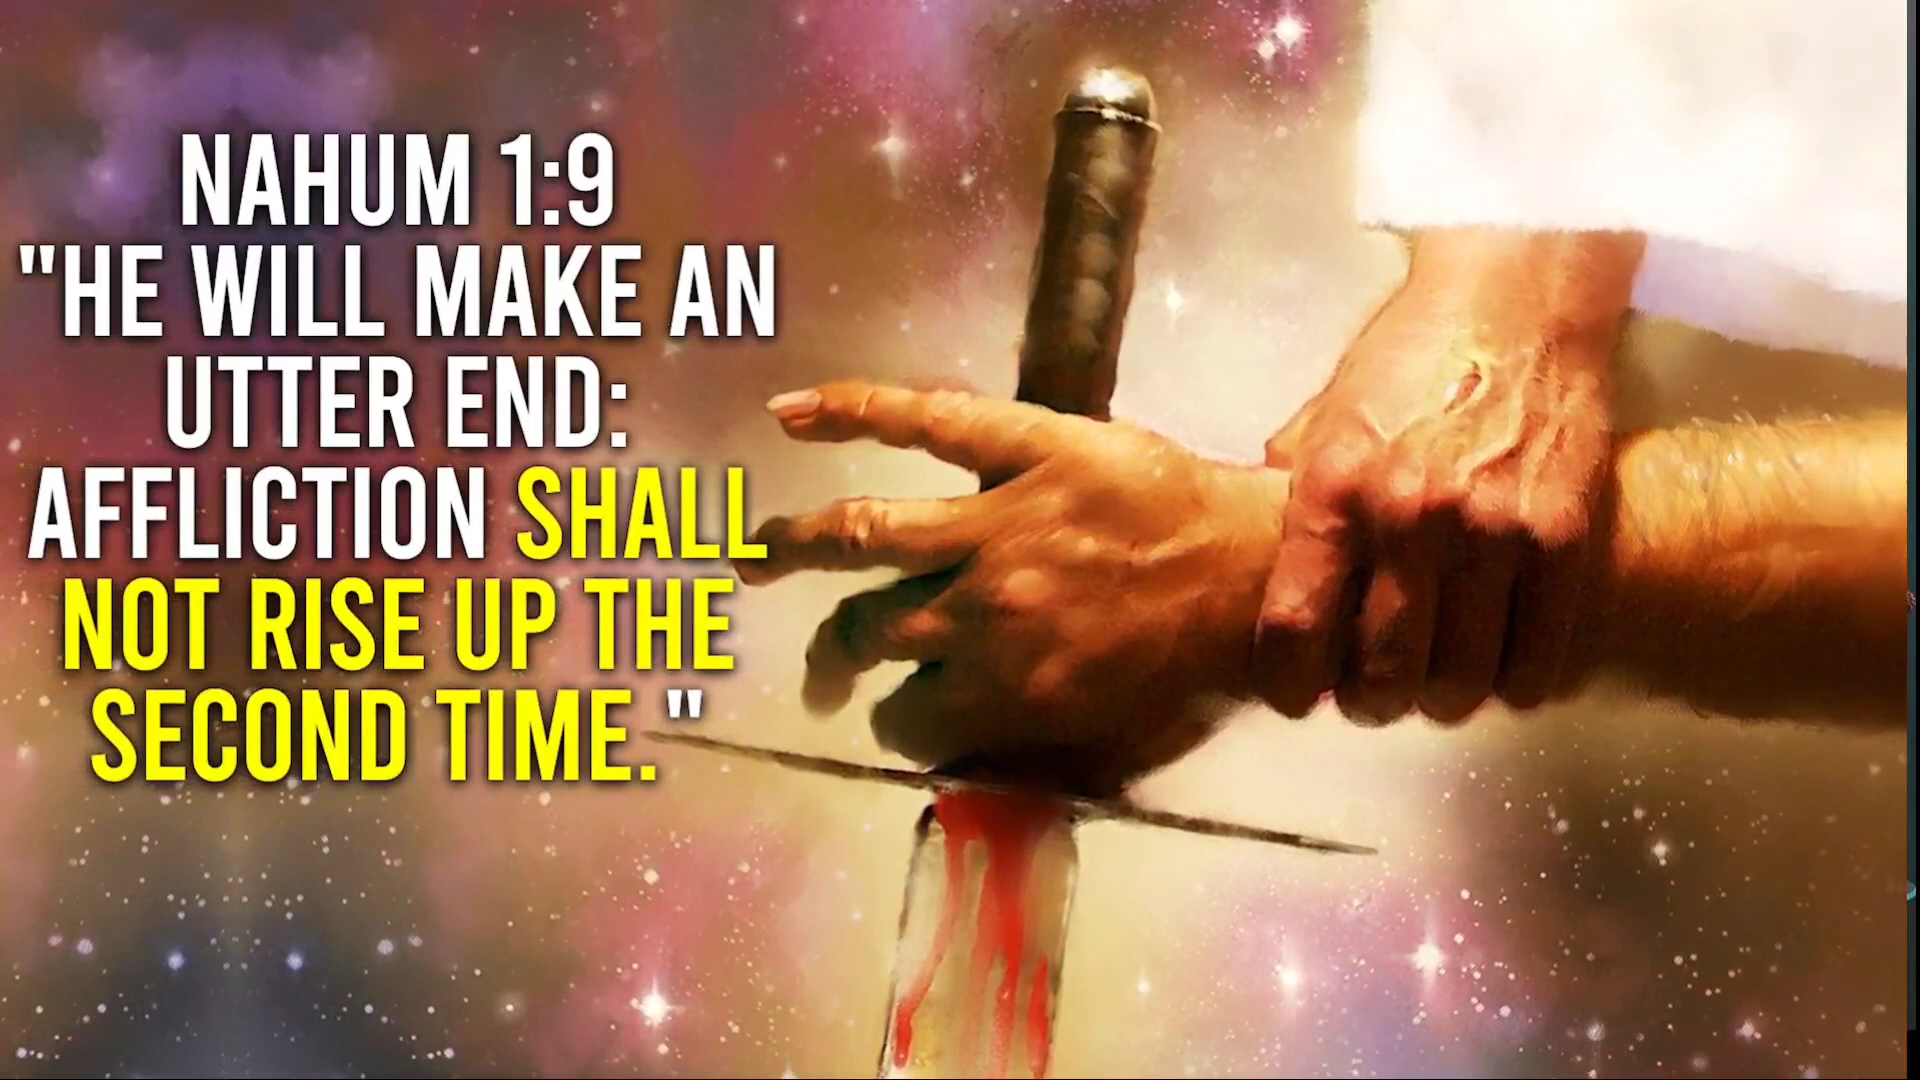 NAHUM 1:9
"HE WILL MAKE AN
UTTER END:
AFFLICTION SHALL
NOT RISE UP THE
SECOND TIME."